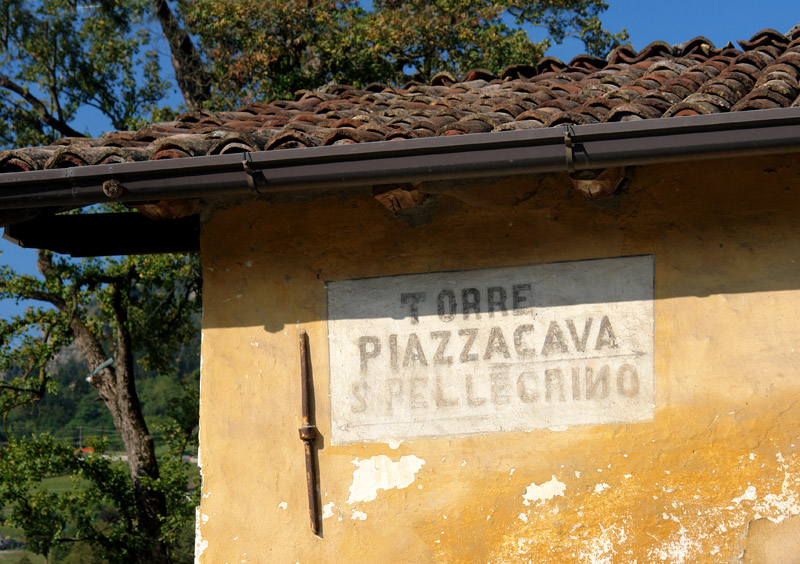 TORRE
PIAZZACAVA
S. PELLEGRINO